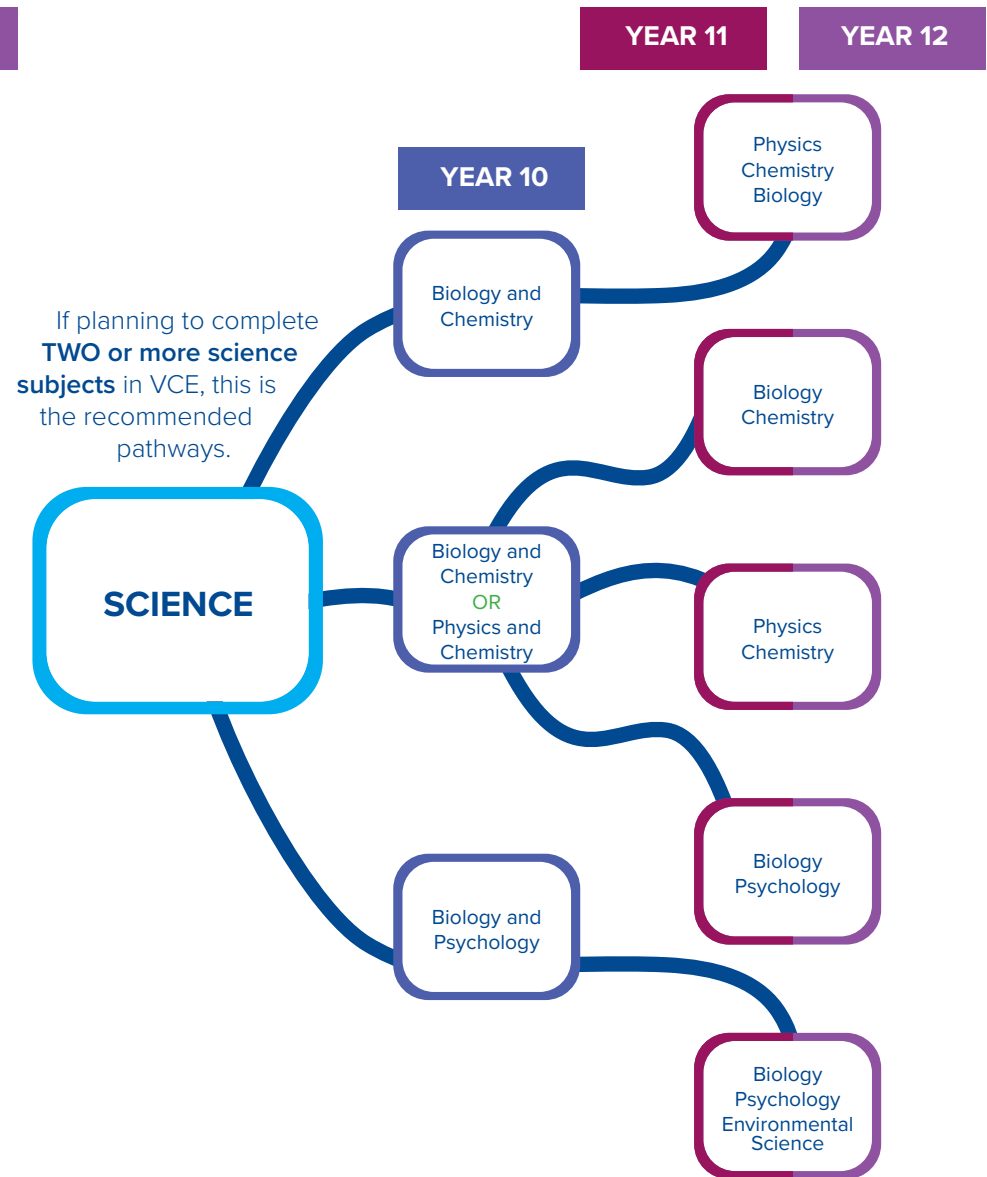 YEAR 11
YEAR 12
YEAR 10
Physics
Chemistry
Biology
Biology and
Chemistry
If planning to complete
TWO or more science
subjects in VCE, this is
the recommended
pathways.
Biology
Chemistry
SCIENCE
Biology and
Chemistry
OR
Physics and
Chemistry
Physics
Chemistry
Biology
Psychology
Biology and
Psychology
Biology
Psychology
Environmental
Science